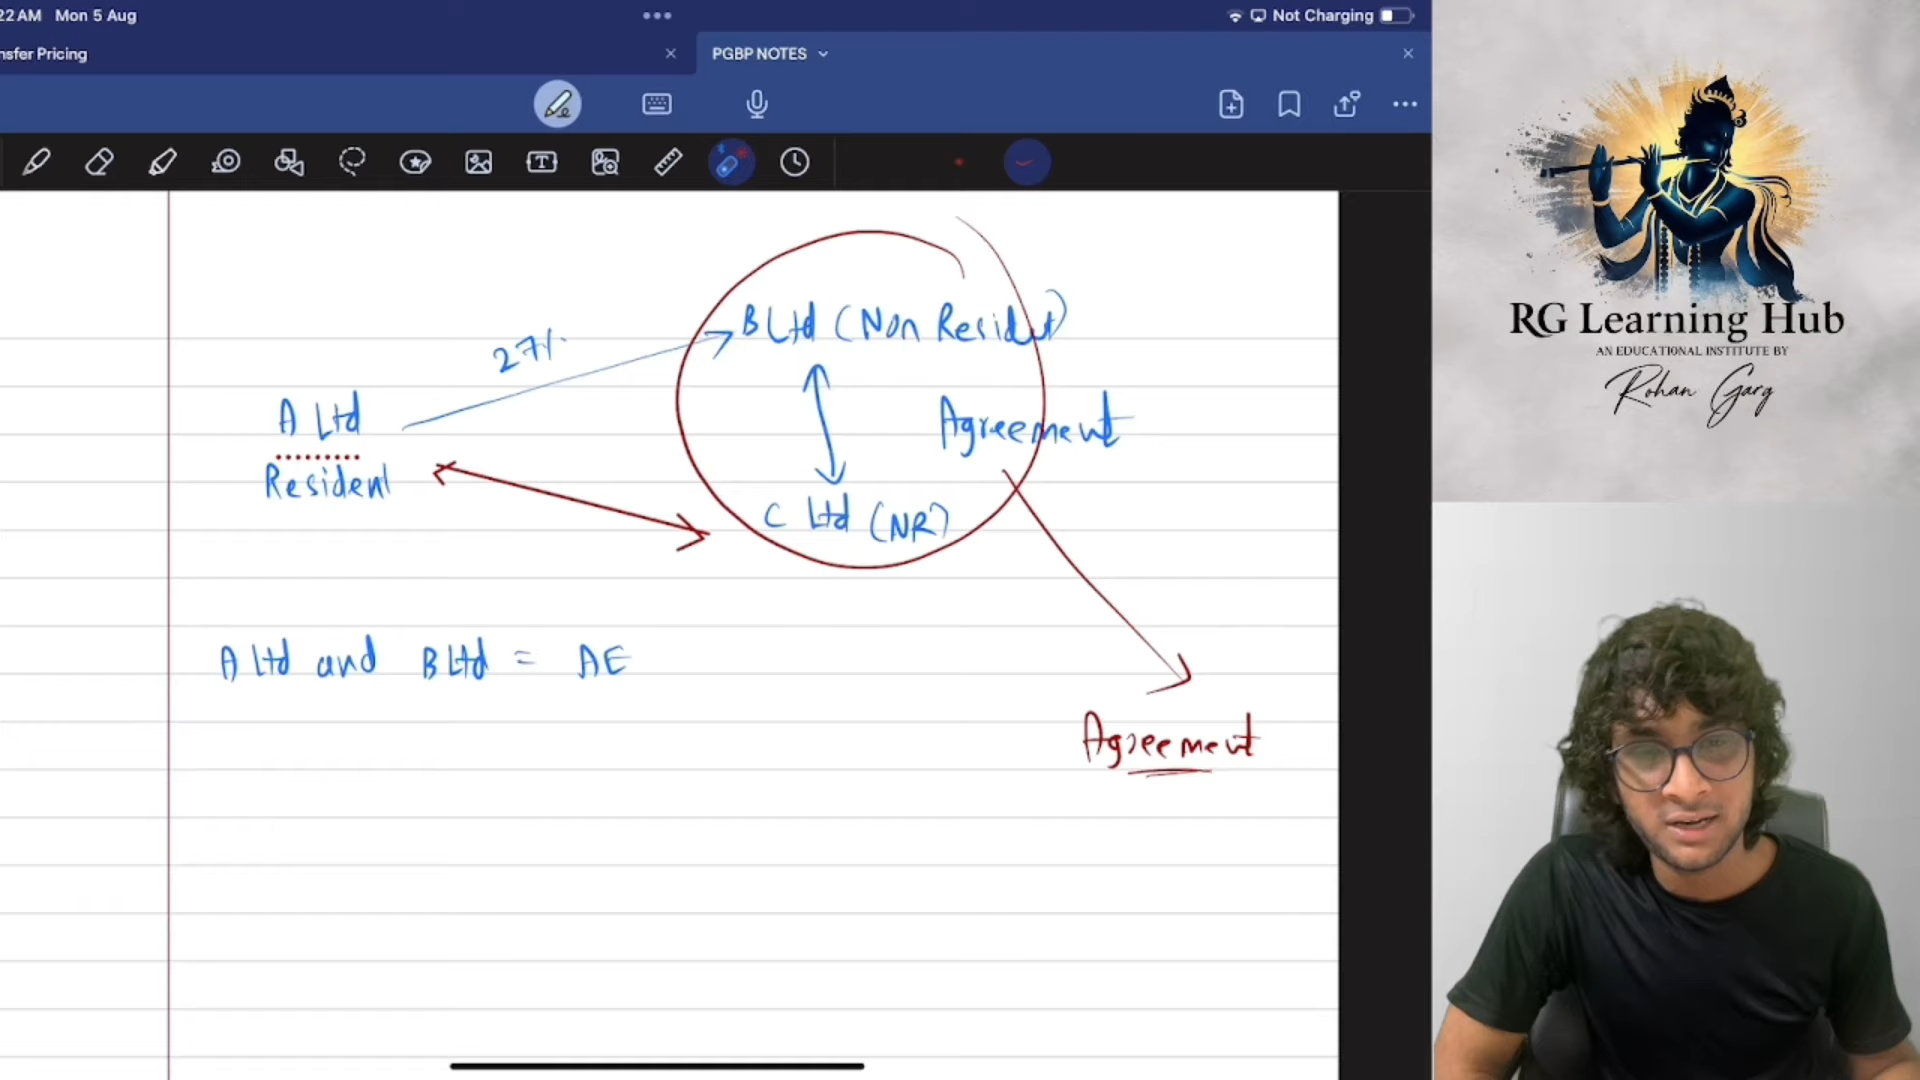 22 AM Mon 5 Aug
Not Charging
nsfer Pricing
PGBP NOTES
B Ltd (Non Resident)
27%
A Ltd
Resident
Agreement
C Ltd (NR)
A Ltd and B Ltd = AE
Agreement
RG Learning Hub
AN EDUCATIONAL INSTITUTE BY
Rohan Garg